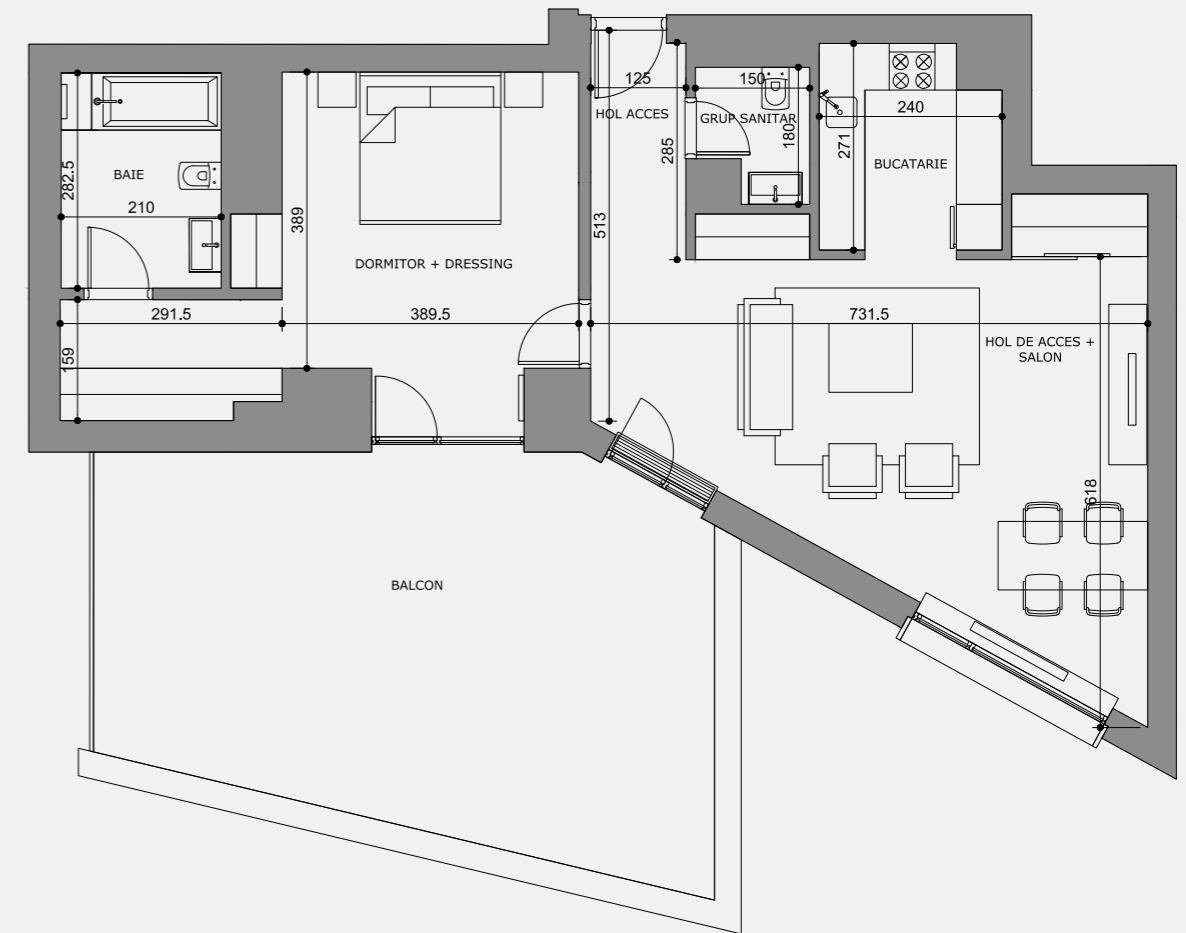 125
150
HOL ACCES
GRUP SANITAR
180
240
271
285
BUCATARIE
BAIE
282.5
210
389
513
DORMITOR + DRESSING
291.5
389.5
731.5
159
HOL DE ACCES +
SALON
618
BALCON